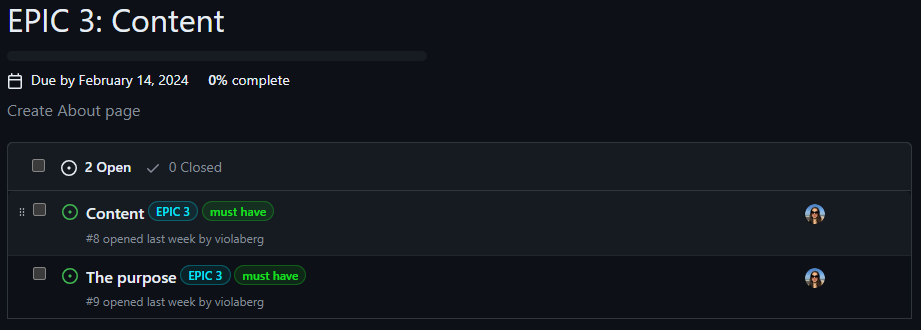 EPIC 3: Content
Due by February 14, 2024 0% complete
Create About page
2 Open 0 Closed
Content EPIC 3 must have
#8 opened last week by violaberg
The purpose EPIC 3 must have
#9 opened last week by violaberg